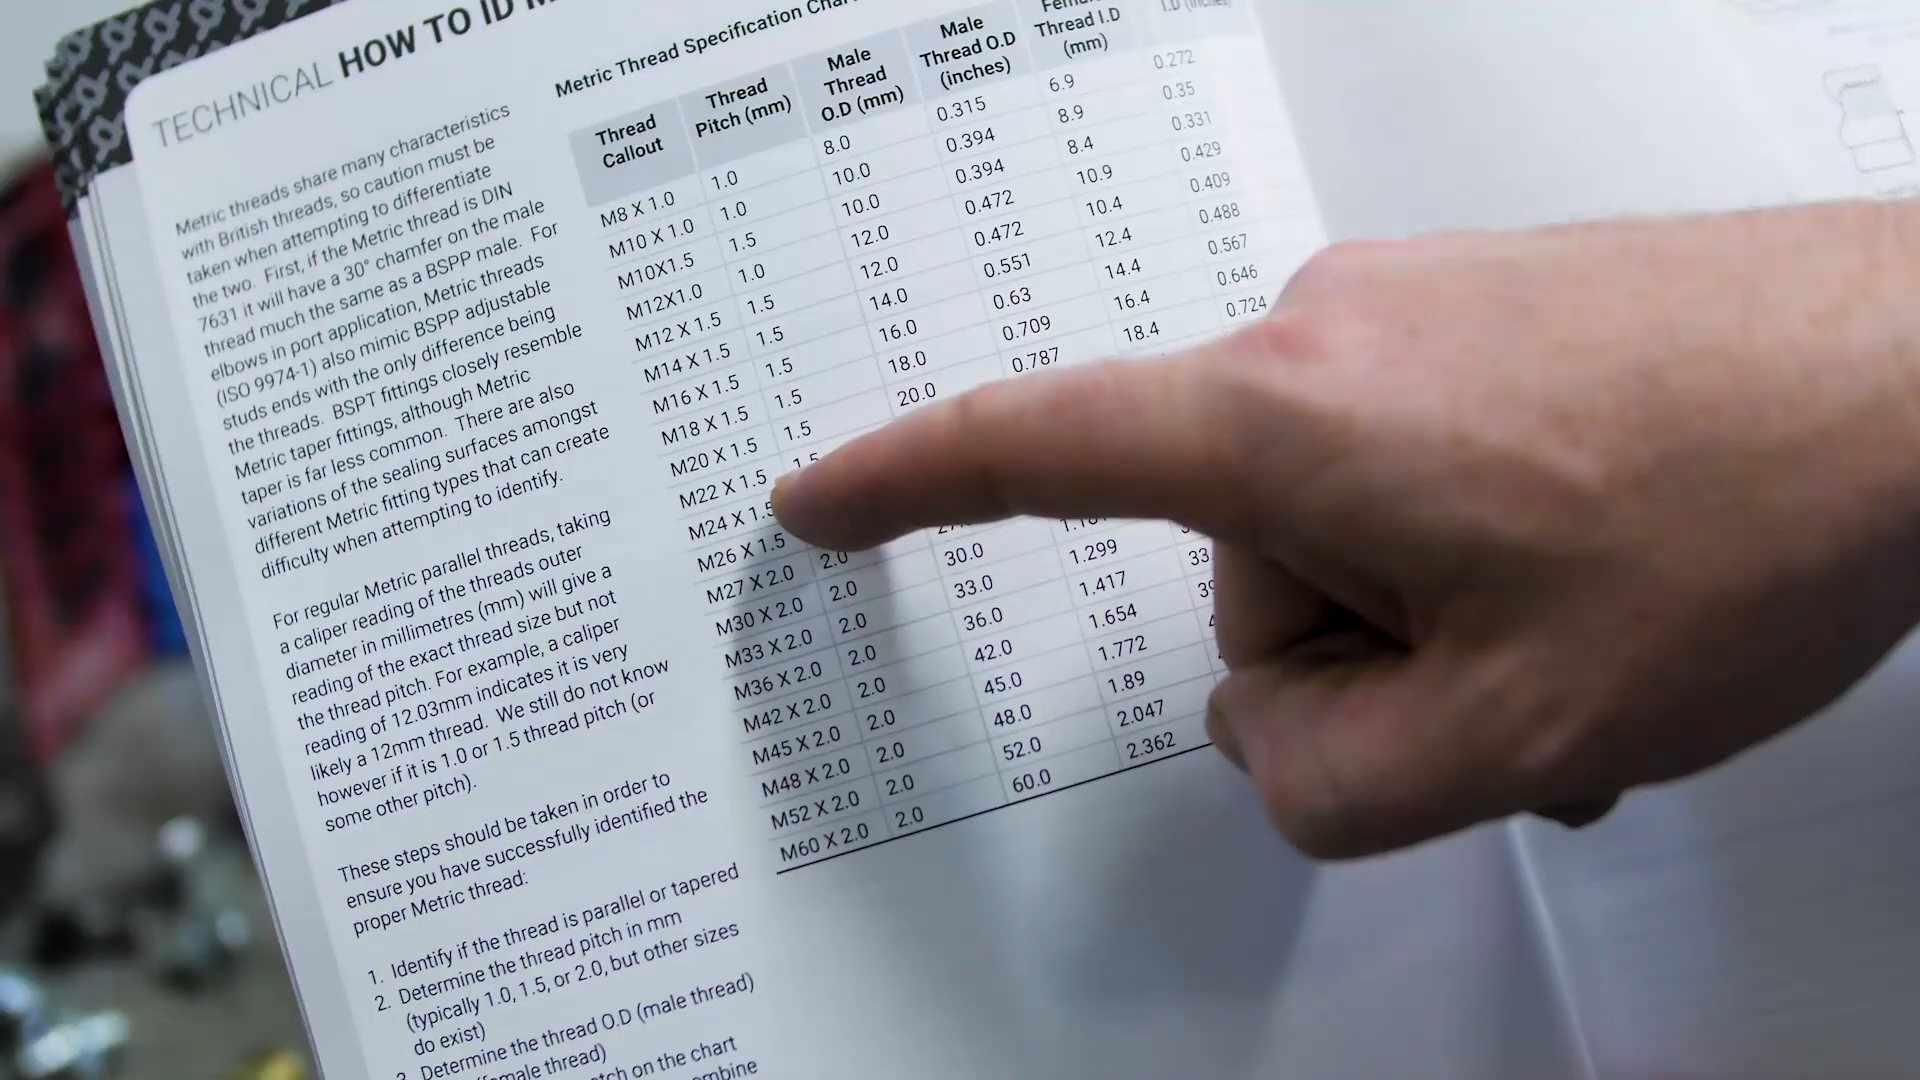 TECHNICAL HOW TO ID
Metric threads share many characteristics
with British threads, so caution must be
taken when attempting to differentiate
the two. First, if the Metric thread is DIN
7631 it will have a 30° chamfer on the male
thread much the same as a BSPP male. For
elbows in port application, Metric threads
(ISO 9974-1) also mimic BSPP adjustable
studs ends with the only difference being
the threads. BSPT fittings closely resemble
Metric taper fittings, although Metric
taper is far less common. There are also
variations of the sealing surfaces amongst
different Metric fitting types that can create
difficulty when attempting to identify.
For regular Metric parallel threads, taking
a caliper reading of the threads outer
diameter in millimetres (mm) will give a
reading of the exact thread size but not
the thread pitch. For example, a caliper
reading of 12.03mm indicates it is very
likely a 12mm thread. We still do not know
however if it is 1.0 or 1.5 thread pitch (or
some other pitch).
These steps should be taken in order to
ensure you have successfully identified the
proper Metric thread:
1. Identify if the thread is parallel or tapered
2. Determine the thread pitch in mm
(typically 1.0, 1.5, or 2.0, but other sizes
do exist)
Determine the thread O.D (male thread)
thread)
on the chart
Metric Thread Specification
Thread Callout Thread Pitch (mm) Male Thread O.D (mm) Male Thread O.D (inches) Thread I.D (mm) I.D (inches)
M8 X 1.0 1.0 8.0 0.315 6.9 0.272
M10 X 1.0 1.0 10.0 0.394 8.9 0.35
M10X1.5 1.5 10.0 0.394 8.4 0.331
M12X1.0 1.0 12.0 0.472 10.9 0.429
M12 X 1.5 1.5 12.0 0.472 10.4 0.409
M14 X 1.5 1.5 14.0 0.551 12.4 0.488
M16 X 1.5 1.5 16.0 0.63 14.4 0.567
M18 X 1.5 1.5 18.0 0.709 16.4 0.646
M20 X 1.5 1.5 20.0 0.787 18.4 0.724
M22 X 1.5 1.5
M24 X 1.5
M26 X 1.5
M27 X 2.0 2.0
M30 X 2.0 2.0 30.0
M33 X 2.0 2.0 33.0 1.299
M36 X 2.0 2.0 36.0 1.417
M42 X 2.0 2.0 42.0 1.654
M45 X 2.0 2.0 45.0 1.772
M48 X 2.0 2.0 48.0 1.89
M52 X 2.0 2.0 52.0 2.047
M60 X 2.0 2.0 60.0 2.362